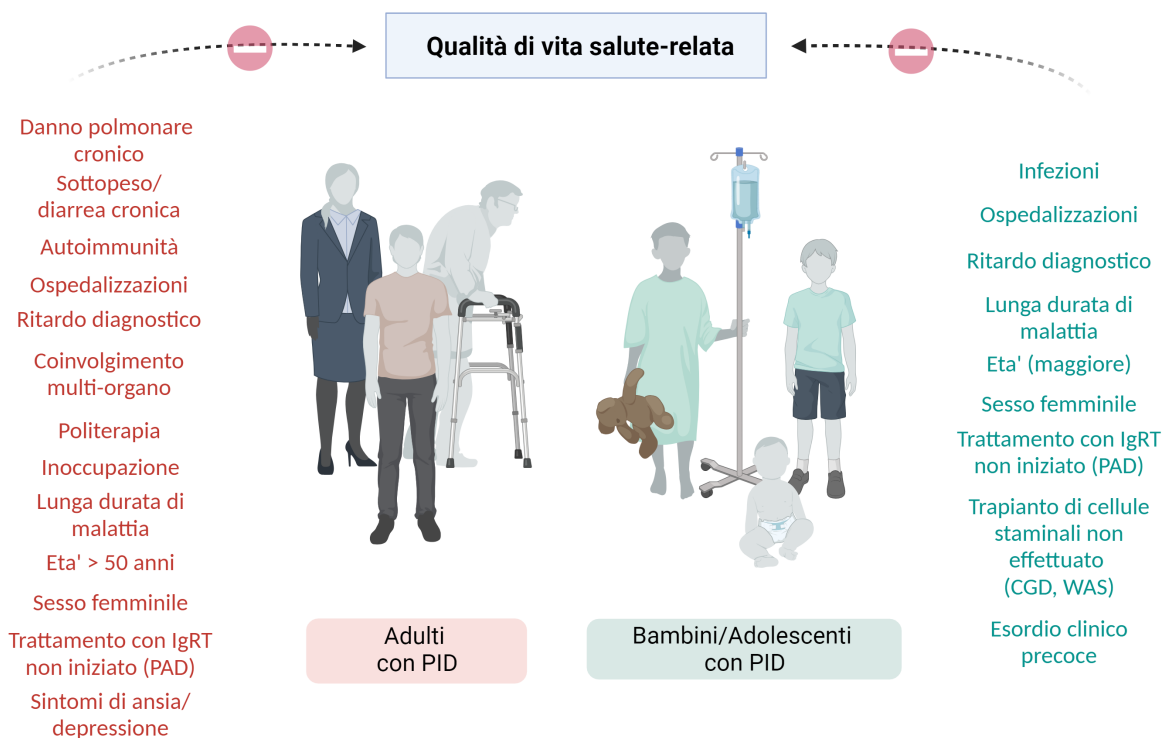 Qualità di vita salute-relata
Danno polmonare
cronico
Sottopeso/
diarrea cronica
Autoimmunità
Ospedalizzazioni
Ritardo diagnostico
Coinvolgimento
multi-organo
Politerapia
Inoccupazione
Lunga durata di
malattia
Eta' > 50 anni
Sesso femminile
Trattamento con IgRT
non iniziato (PAD)
Sintomi di ansia/
depressione
Adulti
con PID
Bambini/Adolescenti
con PID
Infezioni
Ospedalizzazioni
Ritardo diagnostico
Lunga durata di
malattia
Eta' (maggiore)
Sesso femminile
Trattamento con IgRT
non iniziato (PAD)
Trapianto di cellule
staminali non
effettuato
(CGD, WAS)
Esordio clinico
precoce